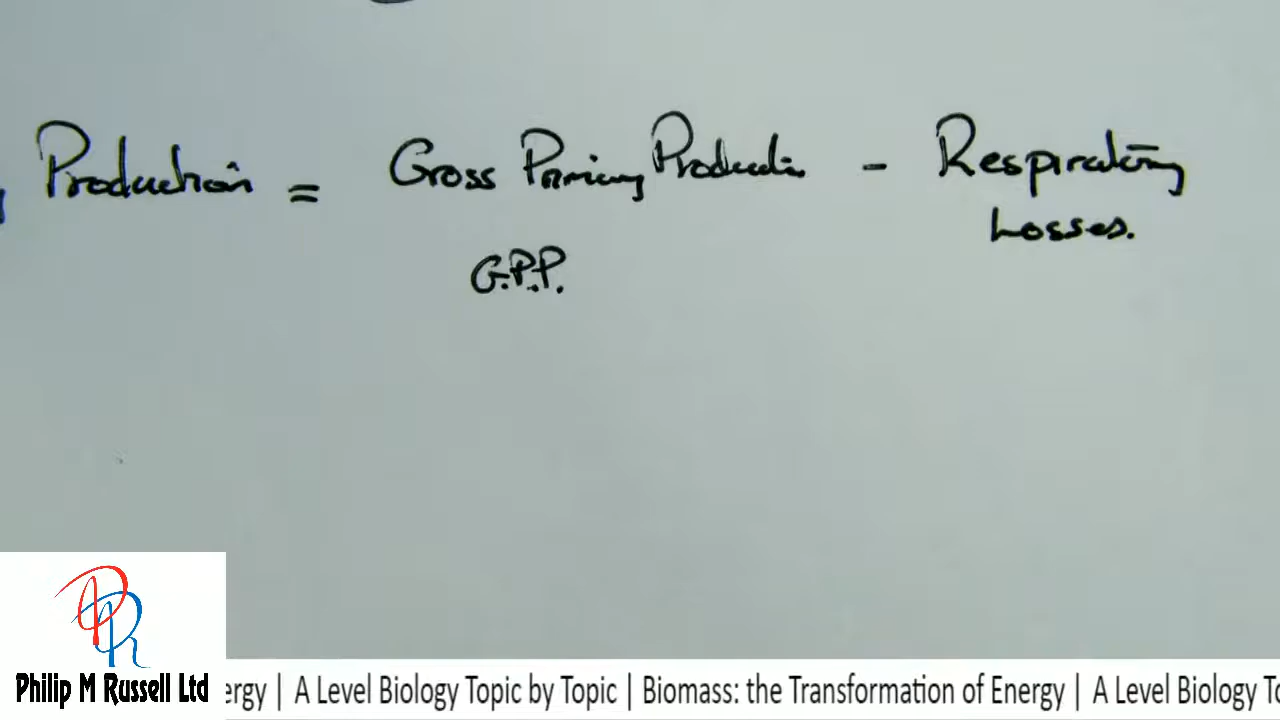 Production = Gross Primary Production - Respiratory
Losses.
G.P.P.
Philip M Russell Ltd
ergy | A Level Biology Topic by Topic | Biomass: the Transformation of Energy | A Level Biology To